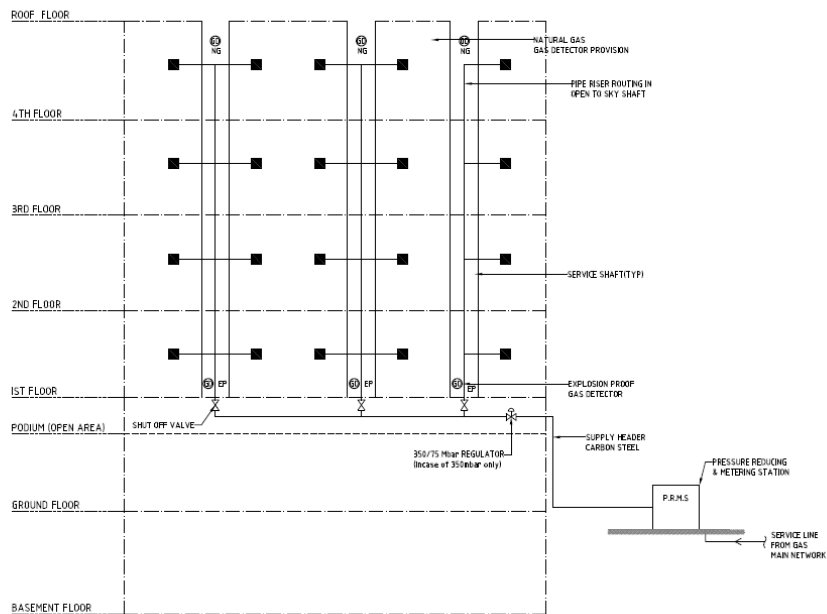 ROOF FLOOR
GD
NG
GD
NG
GD
NG
NATURAL GAS
GAS DETECTOR PROVISION
PIPE RISER ROUTING IN
OPEN TO SKY SHAFT
4TH FLOOR
3RD FLOOR
SERVICE SHAFT(TYP)
2ND FLOOR
GD EP
GD EP
GD
EXPLOSION PROOF
GAS DETECTOR
1ST FLOOR
SHUT OFF VALVE
PODIUM (OPEN AREA)
350/75 Mbar REGULATOR
(Incase of 350mbar only)
SUPPLY HEADER
CARBON STEEL
PRESSURE REDUCING
& METERING STATION
P.R.M.S
GROUND FLOOR
SERVICE LINE
FROM GAS
MAIN NETWORK
BASEMENT FLOOR